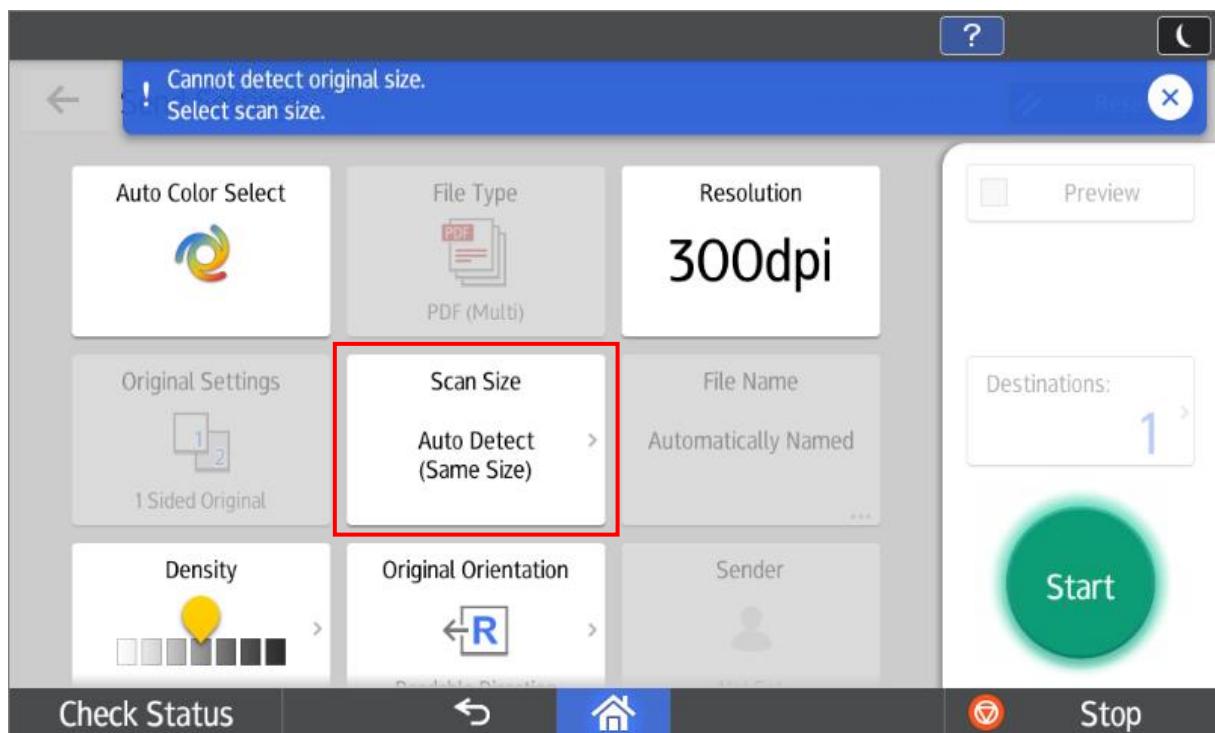 ?
! Cannot detect original size.
Select scan size.
Auto Color Select
File Type
PDF
PDF (Multi)
Resolution
300dpi
Preview
Original Settings
1
2
1 Sided Original
Scan Size
Auto Detect
(Same Size)
File Name
Automatically Named
...
Destinations:
1
Density
Original Orientation
R
Sender
Start
Check Status
Stop